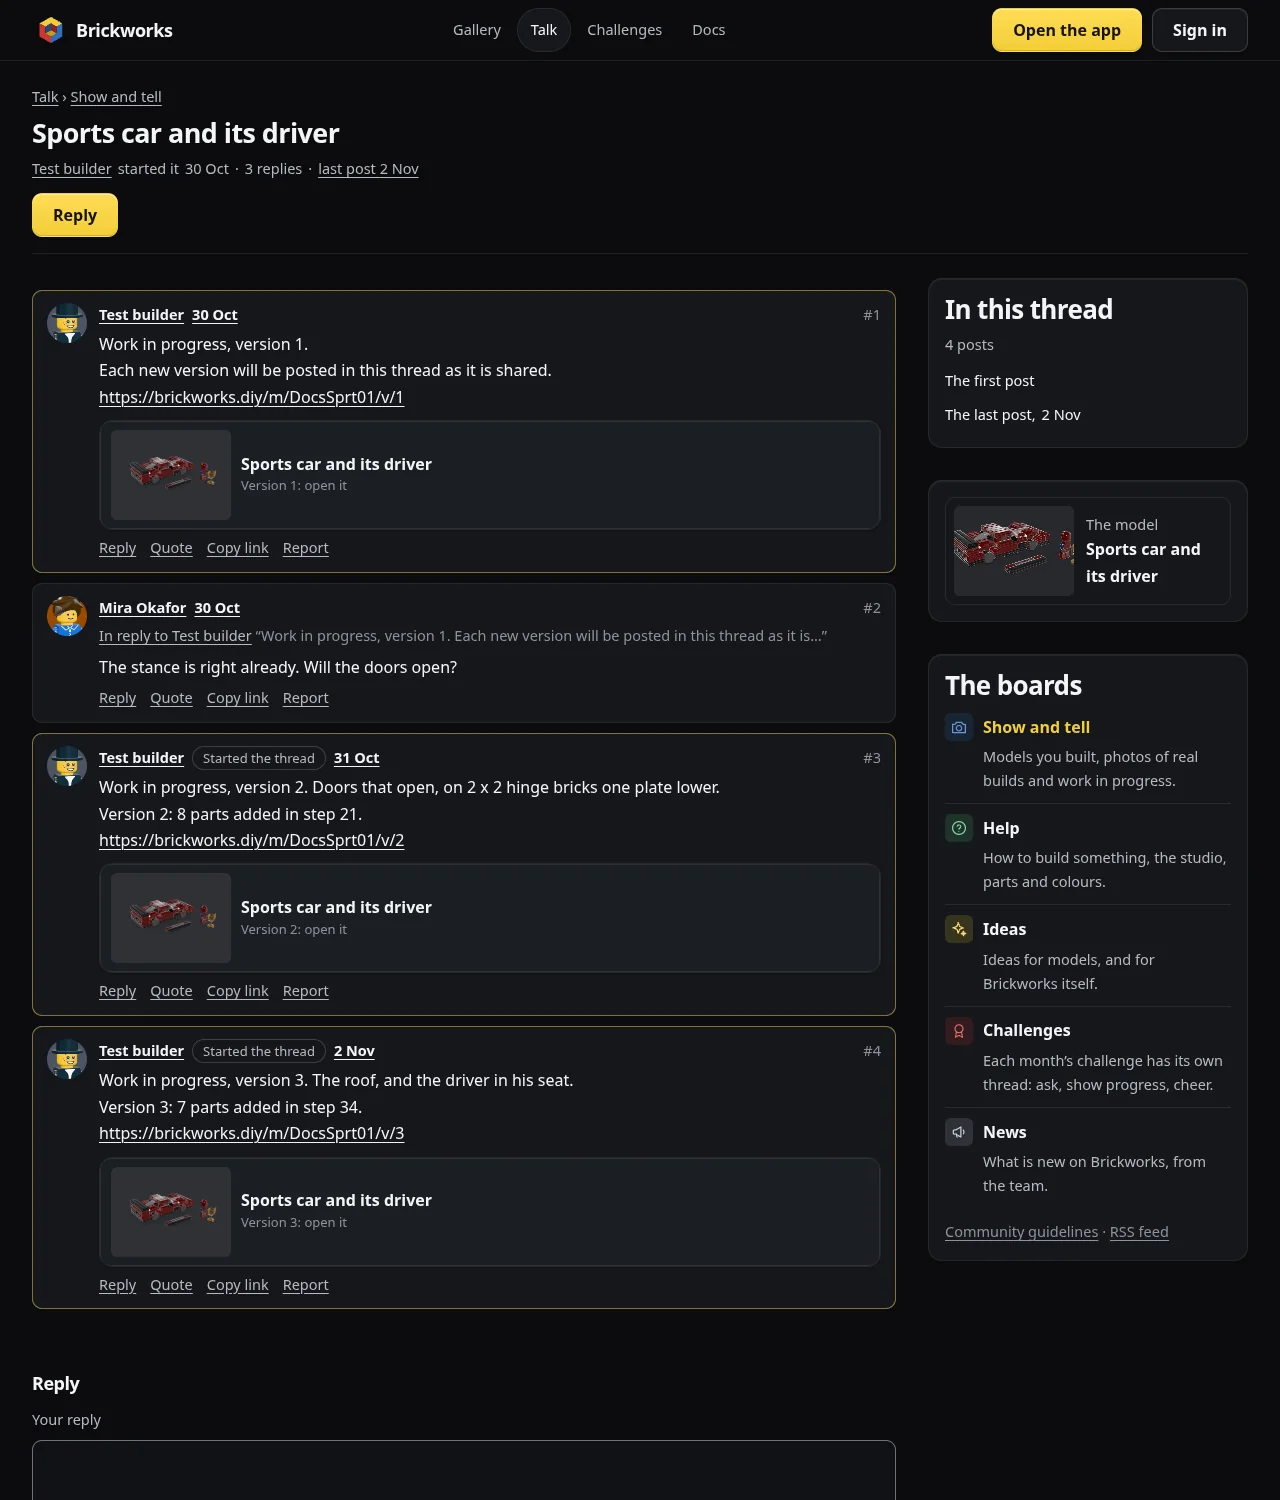 Brickworks
Gallery
Talk
Challenges
Docs
Open the app
Sign in
Talk › Show and tell
Sports car and its driver
Test builder started it 30 Oct · 3 replies · last post 2 Nov
Reply
Test builder 30 Oct #1
Work in progress, version 1.
Each new version will be posted in this thread as it is shared.
https://brickworks.diy/m/DocsSprt01/v/1
Sports car and its driver
Version 1: open it
Reply Quote Copy link Report
Mira Okafor 30 Oct #2
In reply to Test builder “Work in progress, version 1. Each new version will be posted in this thread as it is…”
The stance is right already. Will the doors open?
Reply Quote Copy link Report
Test builder Started the thread 31 Oct #3
Work in progress, version 2. Doors that open, on 2 x 2 hinge bricks one plate lower.
Version 2: 8 parts added in step 21.
https://brickworks.diy/m/DocsSprt01/v/2
Sports car and its driver
Version 2: open it
Reply Quote Copy link Report
Test builder Started the thread 2 Nov #4
Work in progress, version 3. The roof, and the driver in his seat.
Version 3: 7 parts added in step 34.
https://brickworks.diy/m/DocsSprt01/v/3
Sports car and its driver
Version 3: open it
Reply Quote Copy link Report
Reply
Your reply
In this thread
4 posts
The first post
The last post, 2 Nov
The model
Sports car and
its driver
The boards
Show and tell
Models you built, photos of real
builds and work in progress.
Help
How to build something, the studio,
parts and colours.
Ideas
Ideas for models, and for
Brickworks itself.
Challenges
Each month’s challenge has its own
thread: ask, show progress, cheer.
News
What is new on Brickworks, from
the team.
Community guidelines · RSS feed